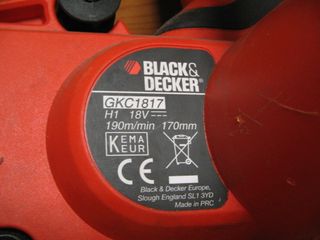 BLACK&
DECKER®
GKC1817
H1 18V
190m/min 170mm
KEMA
KEUR
CE
Black & Decker Europe,
Slough England SL1 3YD
Made in PRC